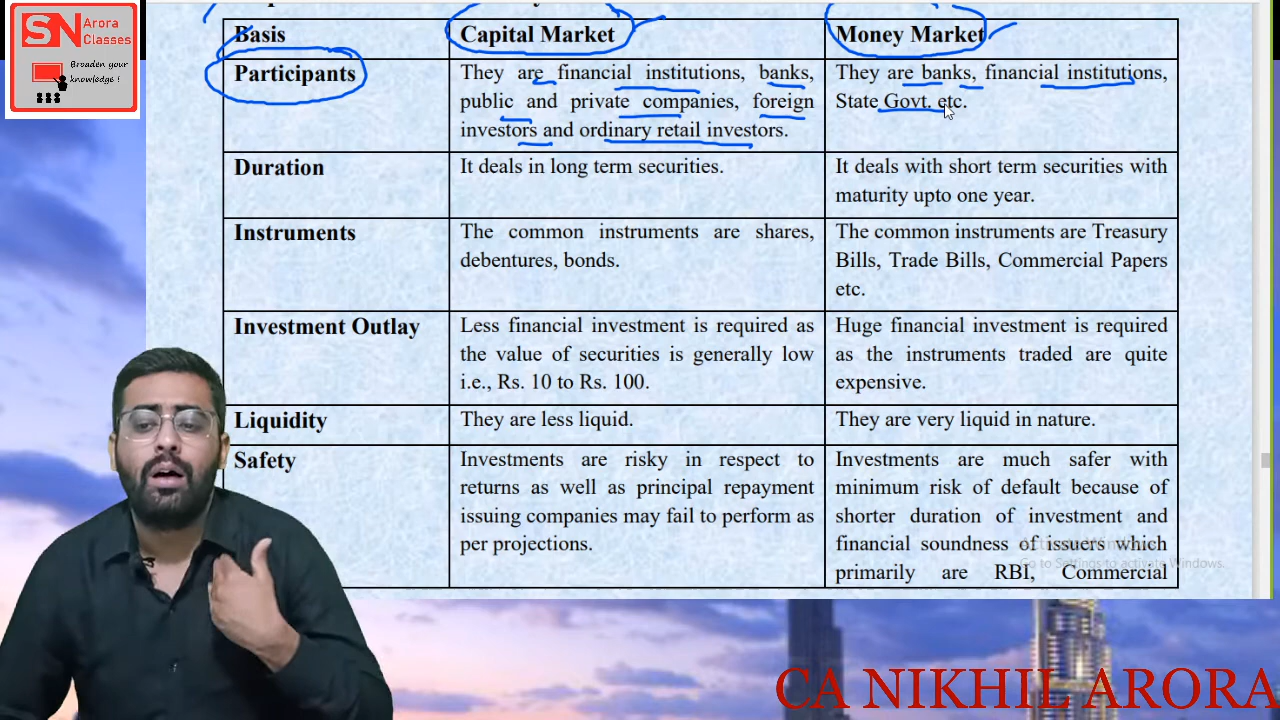 SN
Arora
Classes
Broaden your
knowledge !
Basis
Capital Market
Money Market
Participants
They are financial institutions, banks,
public and private companies, foreign
investors and ordinary retail investors.
They are banks, financial institutions,
State Govt. etc.
Duration
It deals in long term securities.
It deals with short term securities with
maturity upto one year.
Instruments
The common instruments are shares,
debentures, bonds.
The common instruments are Treasury
Bills, Trade Bills, Commercial Papers
etc.
Investment Outlay
Less financial investment is required as
the value of securities is generally low
i.e., Rs. 10 to Rs. 100.
Huge financial investment is required
as the instruments traded are quite
expensive.
Liquidity
They are less liquid.
They are very liquid in nature.
Safety
Investments are risky in respect to
returns as well as principal repayment
issuing companies may fail to perform as
per projections.
Investments are much safer with
minimum risk of default because of
shorter duration of investment and
financial soundness of issuers which
primarily are RBI, Commercial
Activate Windows
Go to Settings to activate Windows.
CA NIKHIL ARORA